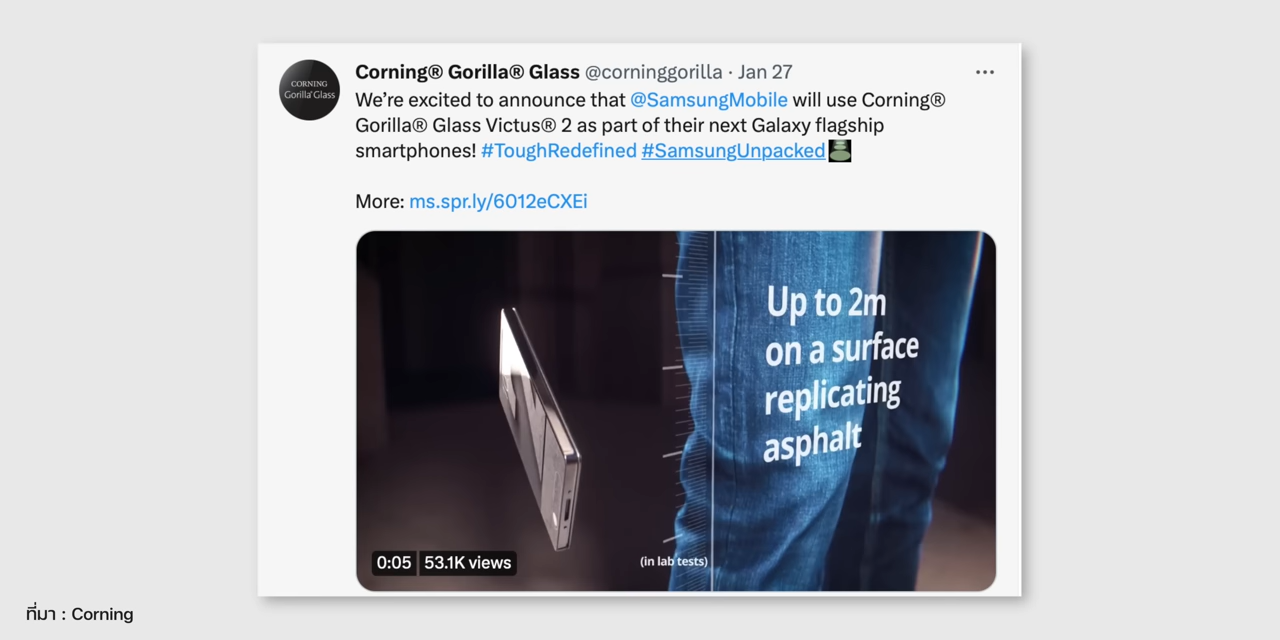 CORNING
Gorilla® Glass
Corning® Gorilla® Glass @corninggorilla · Jan 27
We’re excited to announce that @SamsungMobile will use Corning®
Gorilla® Glass Victus® 2 as part of their next Galaxy flagship
smartphones! #ToughRedefined #SamsungUnpacked
More: ms.spr.ly/6012eCXEi
Up to 2m
on a surface
replicating
asphalt
0:05 53.1K views
(in lab tests)
ที่มา : Corning